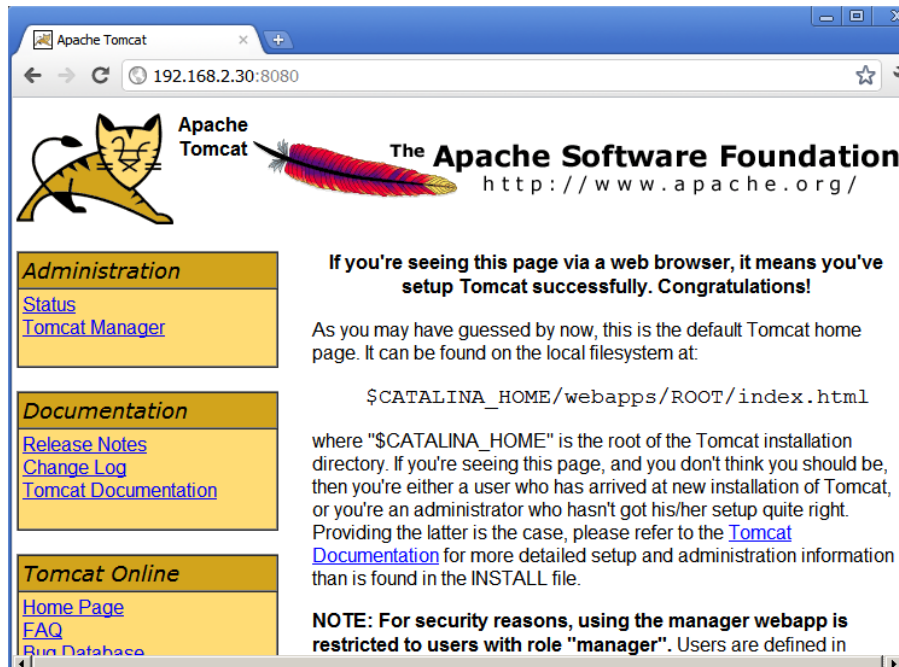 Apache Tomcat
192.168.2.30:8080
Apache
Tomcat
The Apache Software Foundation
http://www.apache.org/
Administration
Status
Tomcat Manager
Documentation
Release Notes
Change Log
Tomcat Documentation
Tomcat Online
Home Page
FAQ
Bug Database
If you're seeing this page via a web browser, it means you've
setup Tomcat successfully. Congratulations!
As you may have guessed by now, this is the default Tomcat home
page. It can be found on the local filesystem at:
$CATALINA_HOME/webapps/ROOT/index.html
where "$CATALINA_HOME" is the root of the Tomcat installation
directory. If you're seeing this page, and you don't think you should be,
then you're either a user who has arrived at new installation of Tomcat,
or you're an administrator who hasn't got his/her setup quite right.
Providing the latter is the case, please refer to the Tomcat
Documentation for more detailed setup and administration information
than is found in the INSTALL file.
NOTE: For security reasons, using the manager webapp is
restricted to users with role "manager". Users are defined in